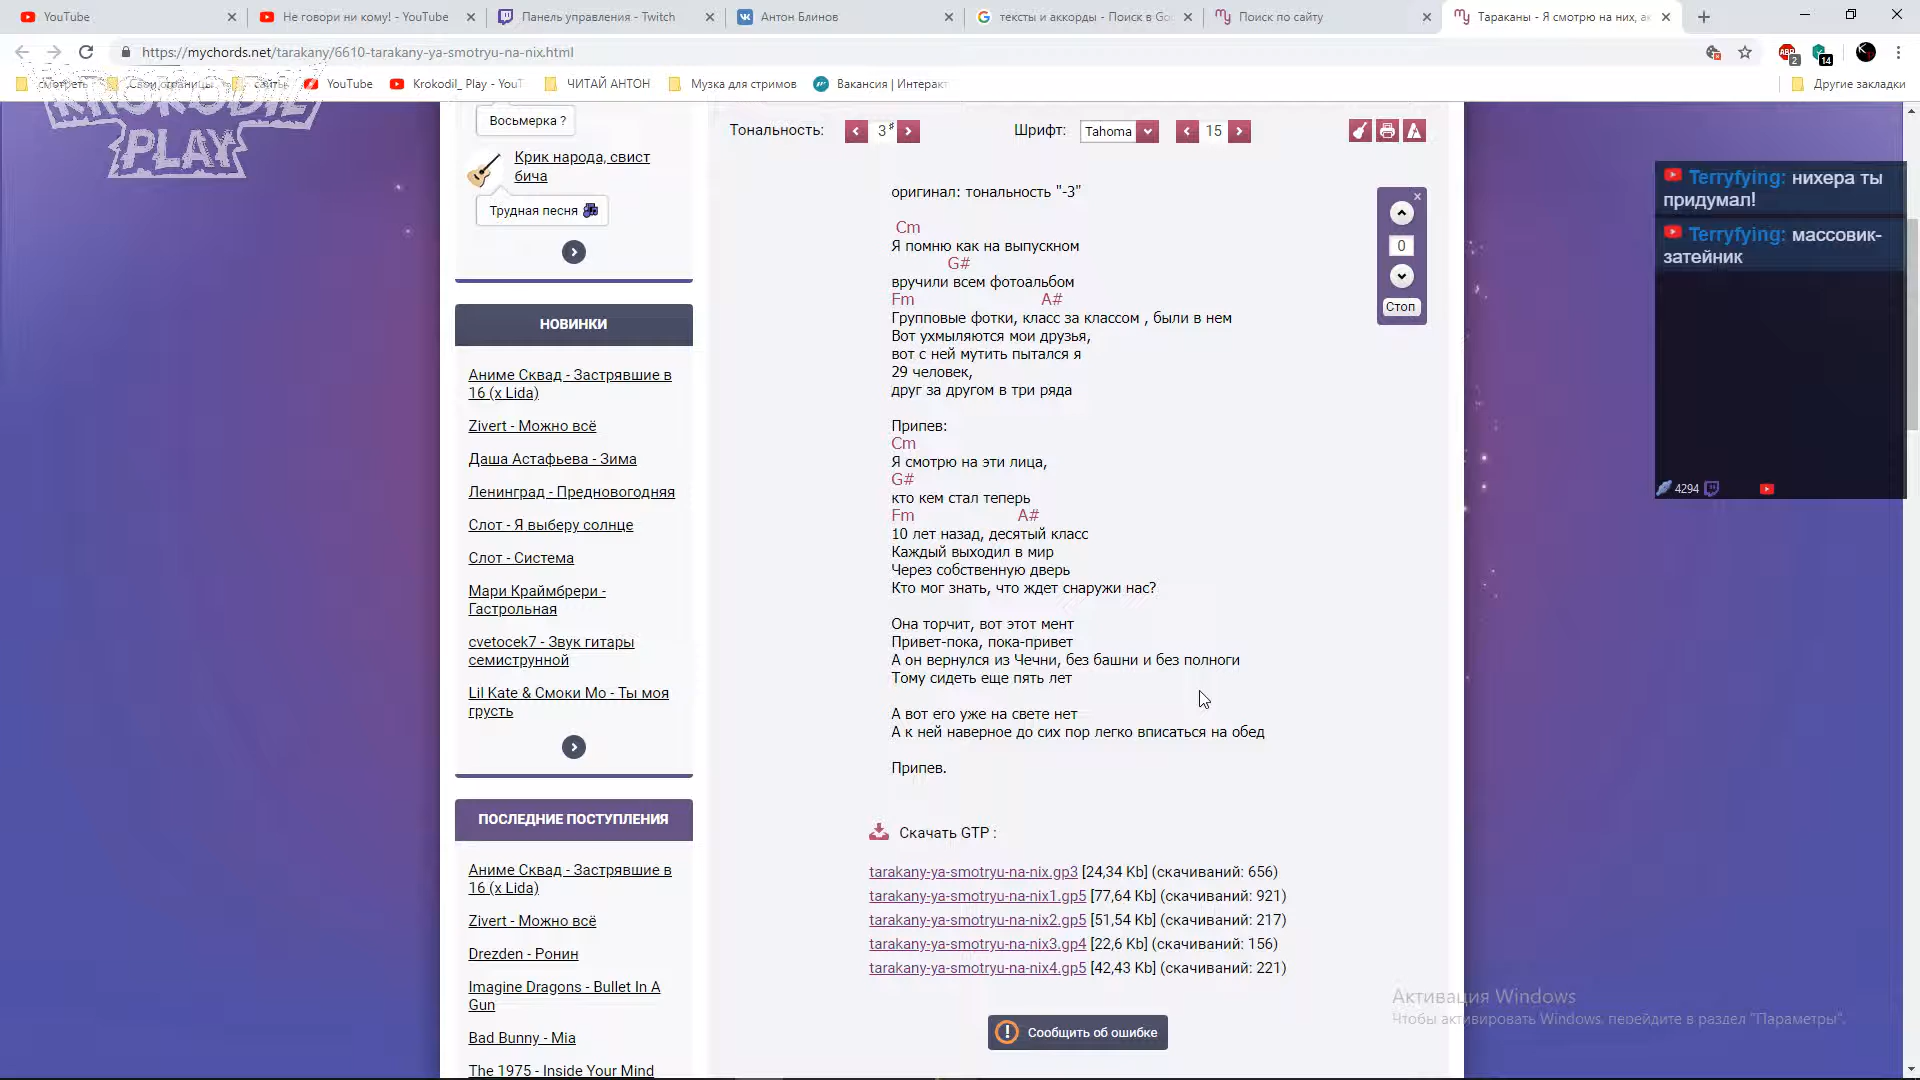 YouTube
Не говори ни кому! - YouTube
Панель управления - Twitch
Антон Блинов
тексты и аккорды - Поиск в Go
Поиск по сайту
Тараканы - Я смотрю на них, а
https://mychords.net/tarakany/6610-tarakany-ya-smotryu-na-nix.html
2
14
смотреть
Свои страницы
сайты
YouTube
Krokodil_ Play - YouT
ЧИТАЙ АНТОН
Музка для стримов
Вакансия | Интеракт
Другие закладки
KROKODIL
PLAY
Восьмерка ?
Крик народа, свист
бича
Трудная песня
НОВИНКИ
Аниме Сквад - Застрявшие в
16 (x Lida)
Zivert - Можно всё
Даша Астафьева - Зима
Ленинград - Предновогодняя
Слот - Я выберу солнце
Слот - Система
Мари Краймбрери -
Гастрольная
cvetocek7 - Звук гитары
семиструнной
Lil Kate & Смоки Мо - Ты моя
грусть
ПОСЛЕДНИЕ ПОСТУПЛЕНИЯ
Аниме Сквад - Застрявшие в
16 (x Lida)
Zivert - Можно всё
Drezden - Ронин
Imagine Dragons - Bullet In A
Gun
Bad Bunny - Mia
The 1975 - Inside Your Mind
Тональность: 3♯
Шрифт: Tahoma 15
оригинал: тональность "-3"
Cm
Я помню как на выпускном
G#
вручили всем фотоальбом
Fm A#
Групповые фотки, класс за классом , были в нем
Вот ухмыляются мои друзья,
вот с ней мутить пытался я
29 человек,
друг за другом в три ряда
Припев:
Cm
Я смотрю на эти лица,
G#
кто кем стал теперь
Fm A#
10 лет назад, десятый класс
Каждый выходил в мир
Через собственную дверь
Кто мог знать, что ждет снаружи нас?
Она торчит, вот этот мент
Привет-пока, пока-привет
А он вернулся из Чечни, без башни и без полноги
Тому сидеть еще пять лет
А вот его уже на свете нет
А к ней наверное до сих пор легко вписаться на обед
Припев.
Скачать GTP :
tarakany-ya-smotryu-na-nix.gp3 [24,34 Kb] (скачиваний: 656)
tarakany-ya-smotryu-na-nix1.gp5 [77,64 Kb] (скачиваний: 921)
tarakany-ya-smotryu-na-nix2.gp5 [51,54 Kb] (скачиваний: 217)
tarakany-ya-smotryu-na-nix3.gp4 [22,6 Kb] (скачиваний: 156)
tarakany-ya-smotryu-na-nix4.gp5 [42,43 Kb] (скачиваний: 221)
Сообщить об ошибке
x
0
Стоп
Terryfying: нихера ты
придумал!
Terryfying: массовик-
затейник
4294
Активация Windows
Чтобы активировать Windows, перейдите в раздел "Параметры".